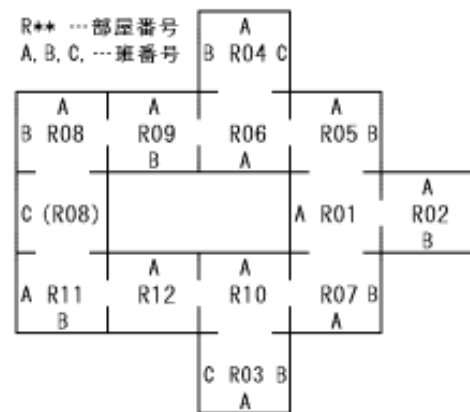 R** …部屋番号
A, B, C, …班番号
A
B R04 C
A
B R08
A
R09
B
R06
A
A
R05 B
C (R08)
A R01
A
R02
B
A R11
B
A
R12
A
R10
R07 B
A
C R03 B
A